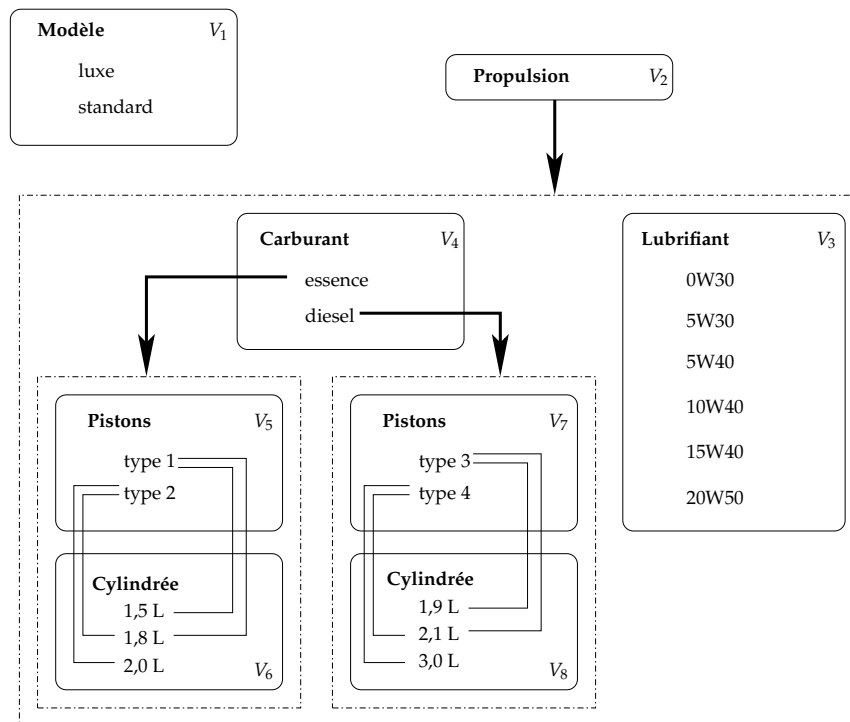 Modèle V1
luxe
standard
Propulsion V2
Carburant V4
essence
diesel
Lubrifiant V3
0W30
5W30
5W40
10W40
15W40
20W50
Pistons V5
type 1
type 2
Cylindrée
1,5 L
1,8 L
2,0 L
V6
Pistons V7
type 3
type 4
Cylindrée
1,9 L
2,1 L
3,0 L
V8